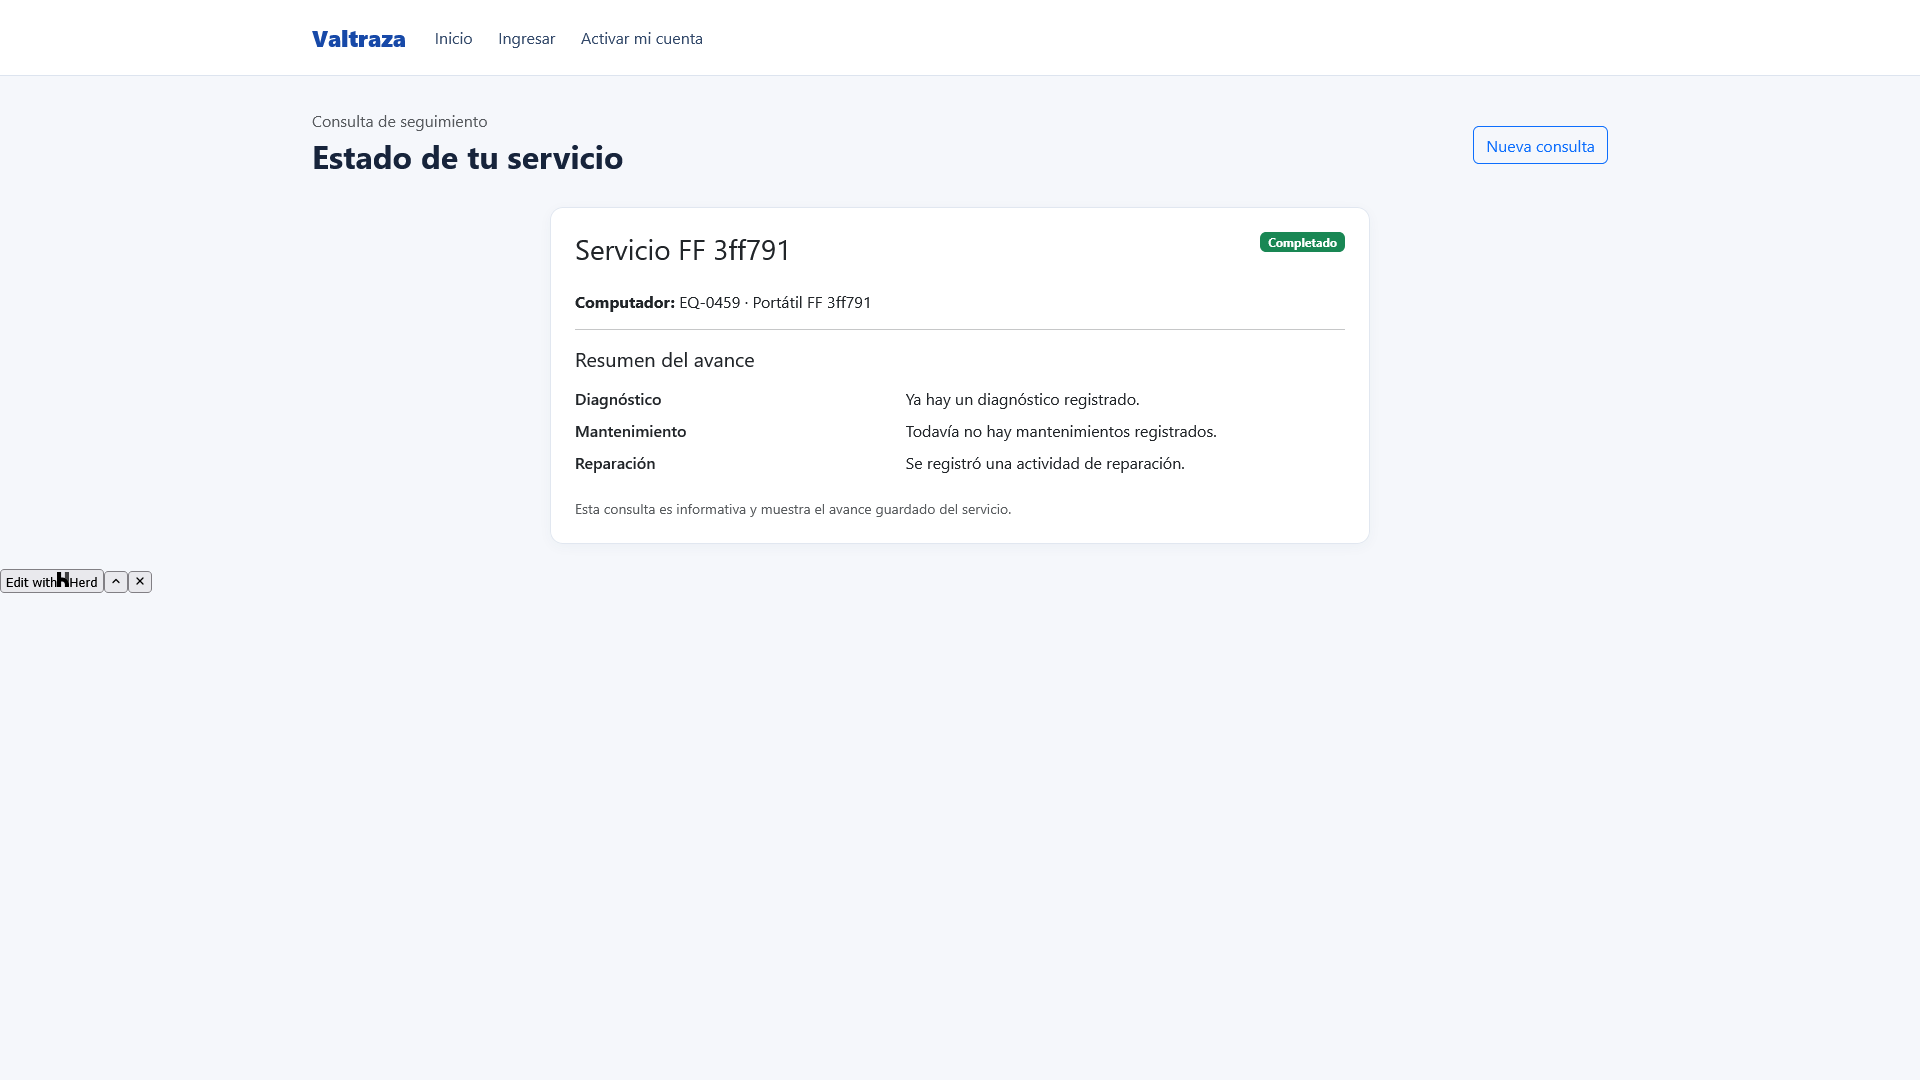 Valtraza Inicio Ingresar Activar mi cuenta
Consulta de seguimiento
Estado de tu servicio
Nueva consulta
Servicio FF 3ff791
Completado
Computador: EQ-0459 · Portátil FF 3ff791
Resumen del avance
Diagnóstico Ya hay un diagnóstico registrado.
Mantenimiento Todavía no hay mantenimientos registrados.
Reparación Se registró una actividad de reparación.
Esta consulta es informativa y muestra el avance guardado del servicio.
Edit with Herd